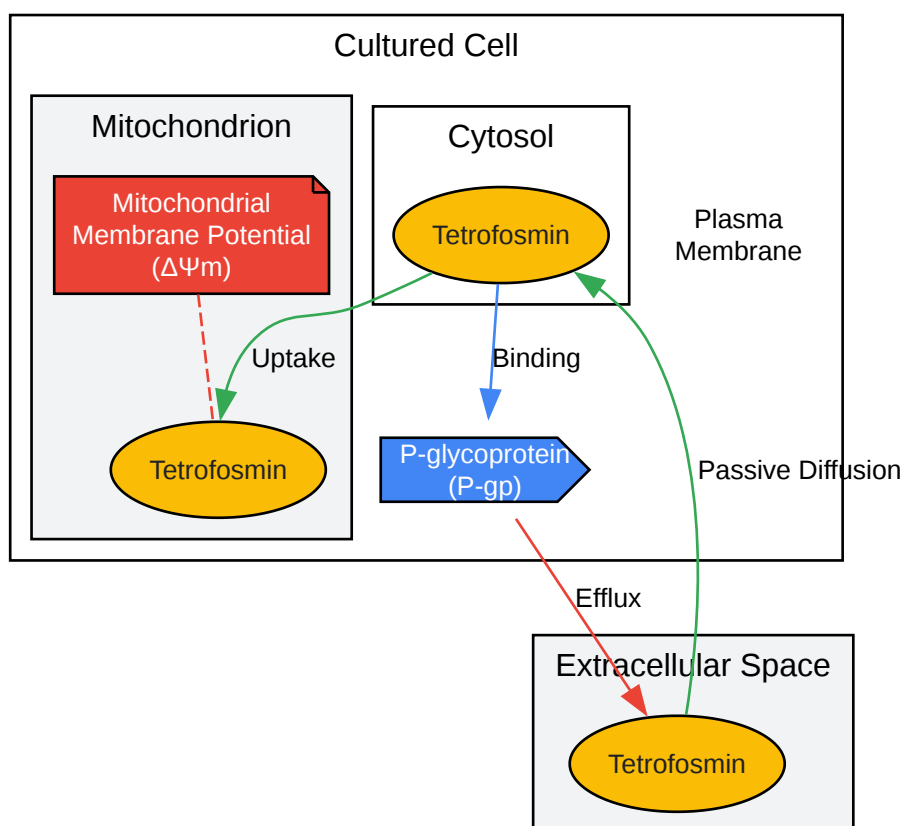 Cultured Cell
Mitochondrion
Cytosol
Mitochondrial
Membrane Potential
(ΔΨm)
Tetrofosmin
Plasma
Membrane
Uptake
Binding
Tetrofosmin
P-glycoprotein
(P-gp)
Passive Diffusion
Efflux
Extracellular Space
Tetrofosmin